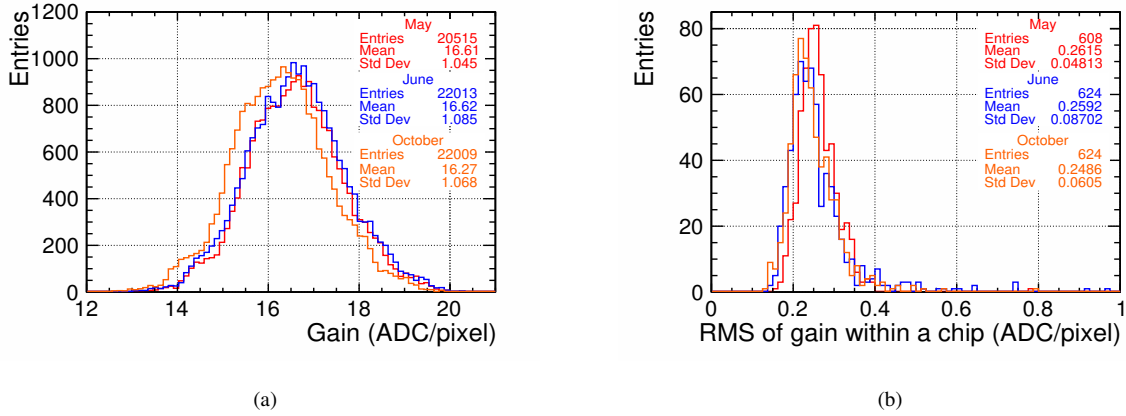 Entries
1200
1000
800
600
400
200
0
12
14
16
18
20
Gain (ADC/pixel)
May
Entries 20515
Mean 16.61
Std Dev 1.045
June
Entries 22013
Mean 16.62
Std Dev 1.085
October
Entries 22009
Mean 16.27
Std Dev 1.068
(a)
Entries
80
60
40
20
0
0
0.2
0.4
0.6
0.8
1
RMS of gain within a chip (ADC/pixel)
May
Entries 608
Mean 0.2615
Std Dev 0.04813
June
Entries 624
Mean 0.2592
Std Dev 0.08702
October
Entries 624
Mean 0.2486
Std Dev 0.0605
(b)